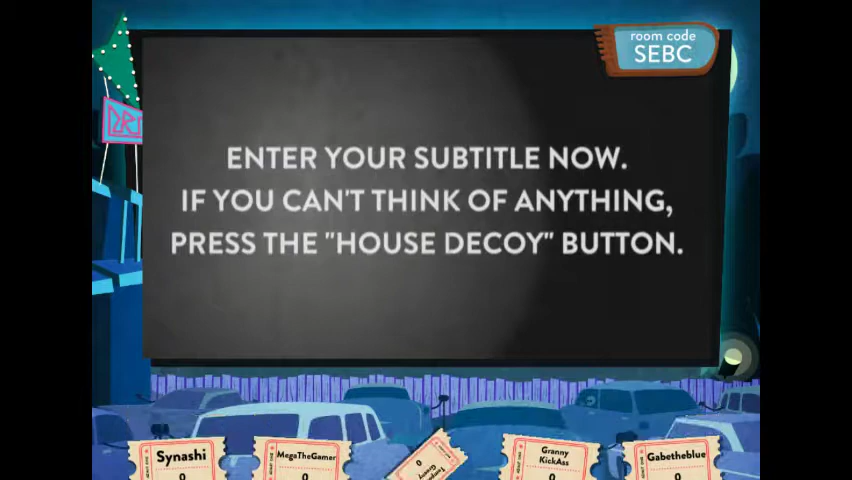 room code
SEBC
ENTER YOUR SUBTITLE NOW.
IF YOU CAN'T THINK OF ANYTHING,
PRESS THE "HOUSE DECOY" BUTTON.
Synashi
0
MegaTheGamer
0
0
Granny
KickAss
0
Gabetheblue
0